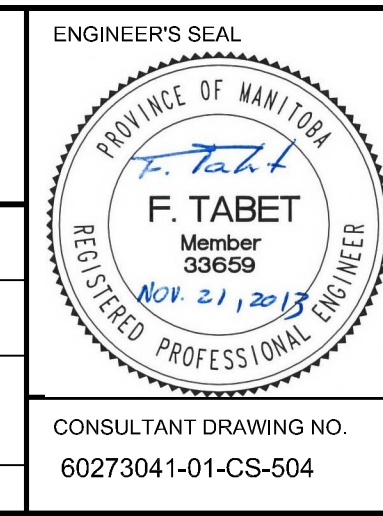 ENGINEER'S SEAL
PROVINCE OF MANITOBA
F. Tabet
F. TABET
Member
33659
NOV. 21, 2013
REGISTERED PROFESSIONAL ENGINEER
CONSULTANT DRAWING NO.
60273041-01-CS-504